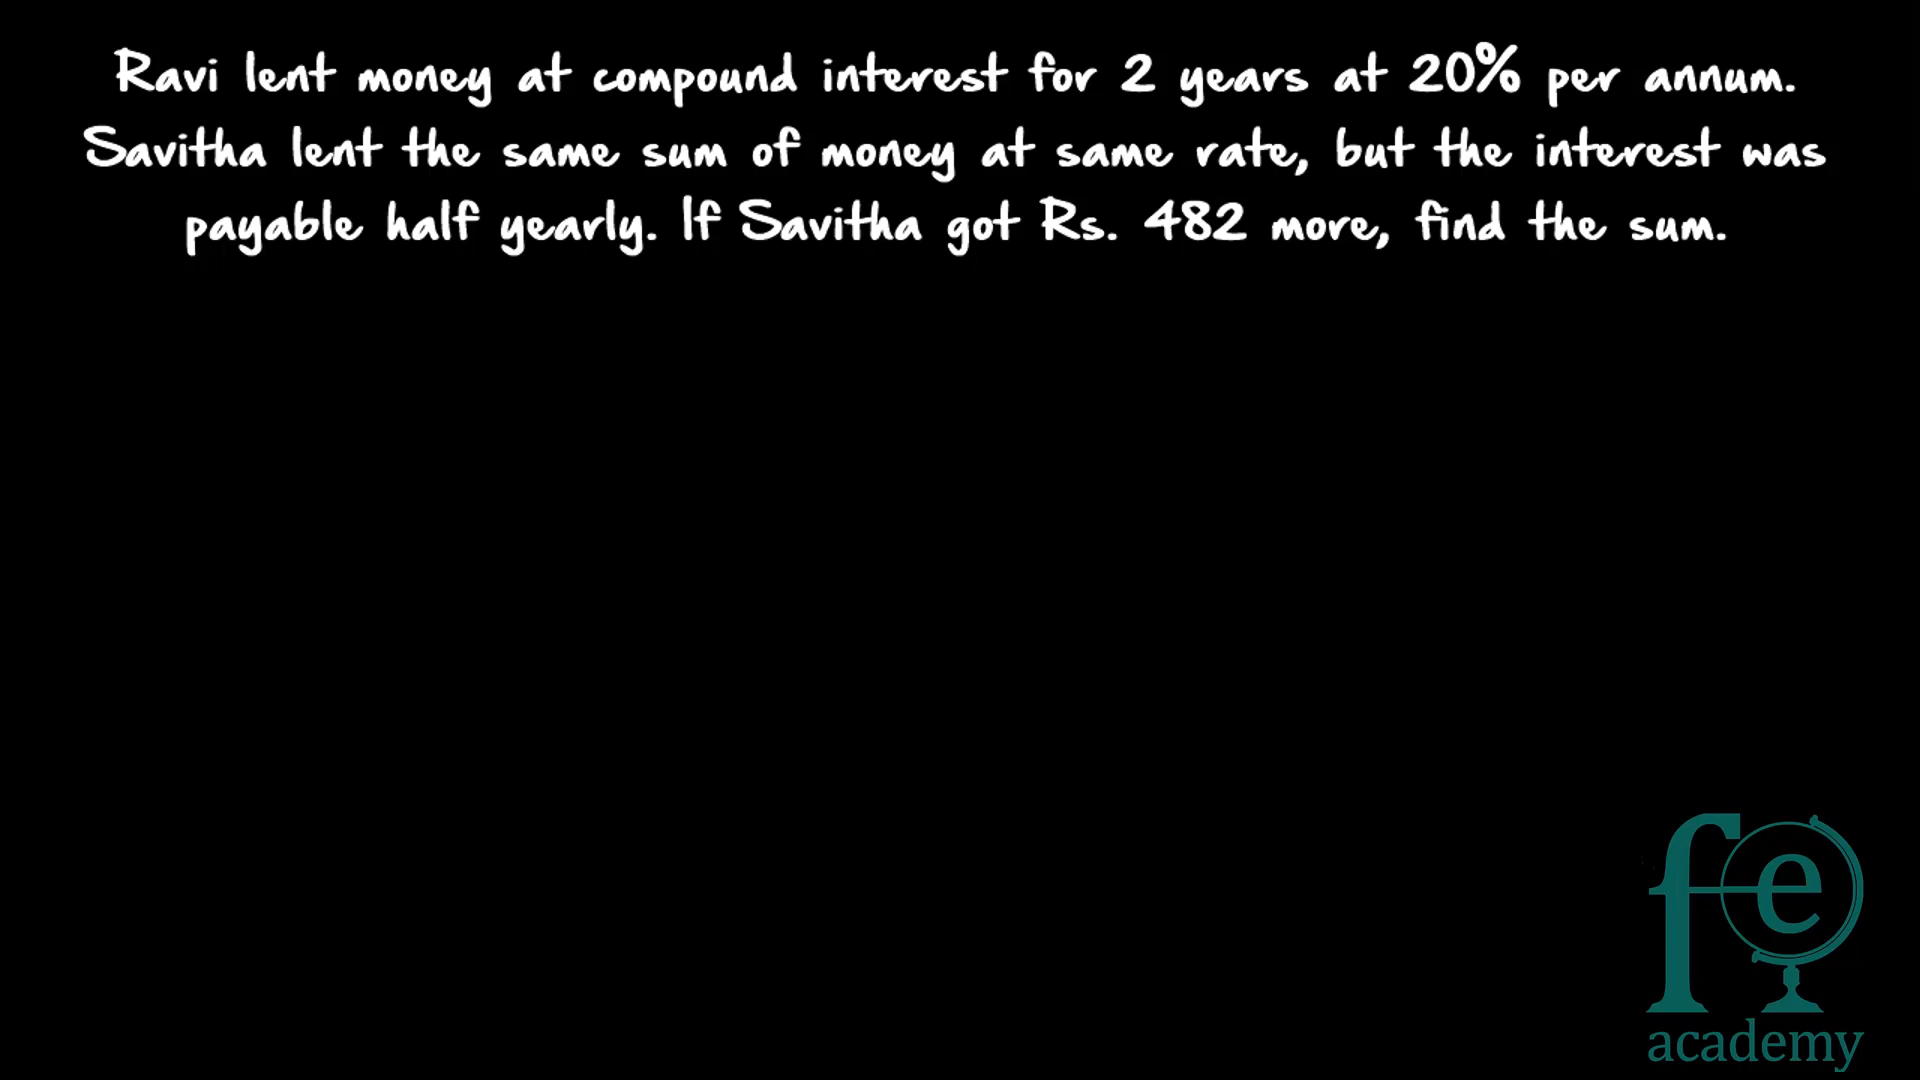 Ravi lent money at compound interest for 2 years at 20% per annum.
Savitha lent the same sum of money at same rate, but the interest was
payable half yearly. If Savitha got Rs. 482 more, find the sum.
fe
academy